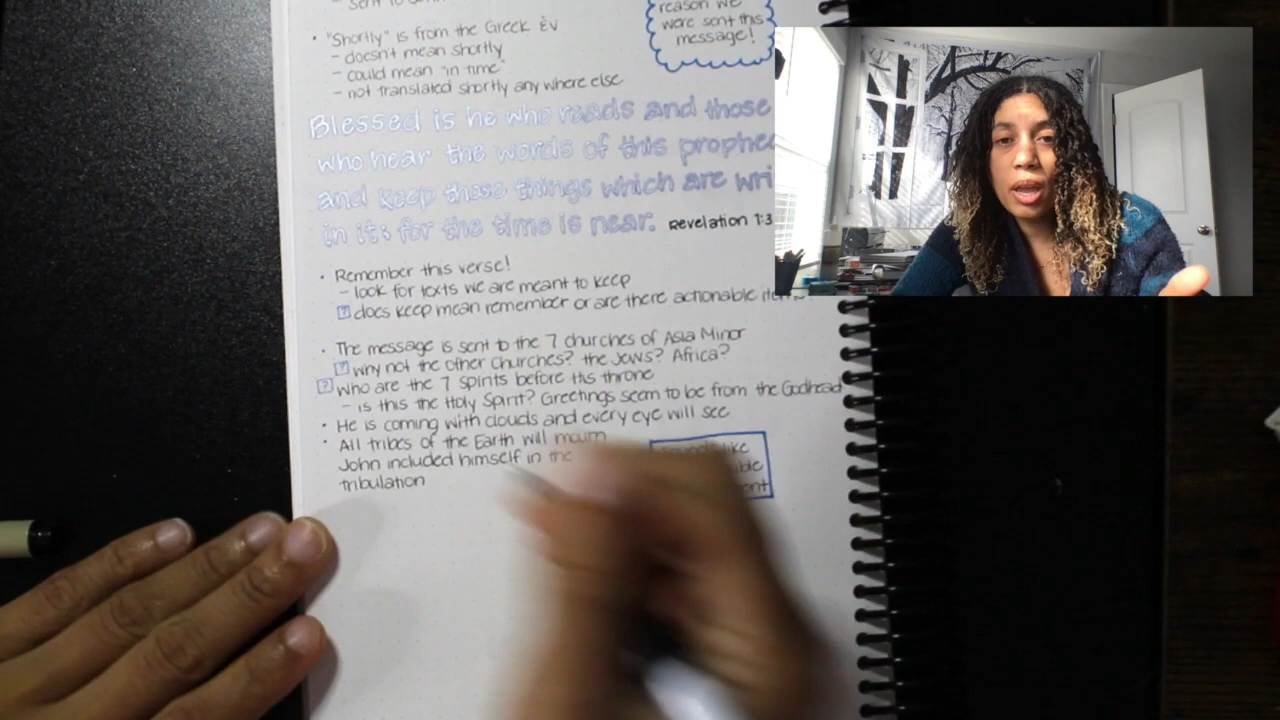 reason we
were sent this
message!
• "Shortly" is from the Greek ἐν
- doesn't mean shortly
- could mean "in time"
- not translated shortly any where else
Blessed is he who reads and those
who hear the words of this
and keep those things which are
in it; for the time is near. Revelation 1:3
• Remember this verse!
- look for texts we are meant to keep
? does keep mean remember or are there actionable
• The message is sent to the 7 churches of Asia Minor
? why not the other churches? the Jews? Africa?
? Who are the 7 spirits before His throne
- is this the Holy Spirit? Greetings seem to be from the Godhead
• He is coming with clouds and every eye will see
• All tribes of the Earth will mourn
John included himself in the
tribulation
like